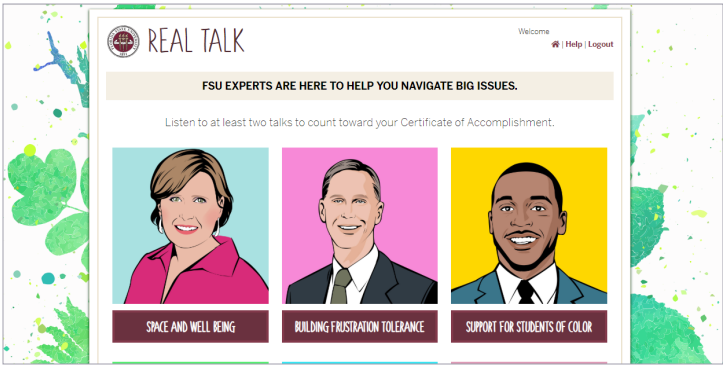 REAL TALK
Welcome
| Help | Logout
FSU EXPERTS ARE HERE TO HELP YOU NAVIGATE BIG ISSUES.
Listen to at least two talks to count toward your Certificate of Accomplishment.
SPACE AND WELL BEING
BUILDING FRUSTRATION TOLERANCE
SUPPORT FOR STUDENTS OF COLOR